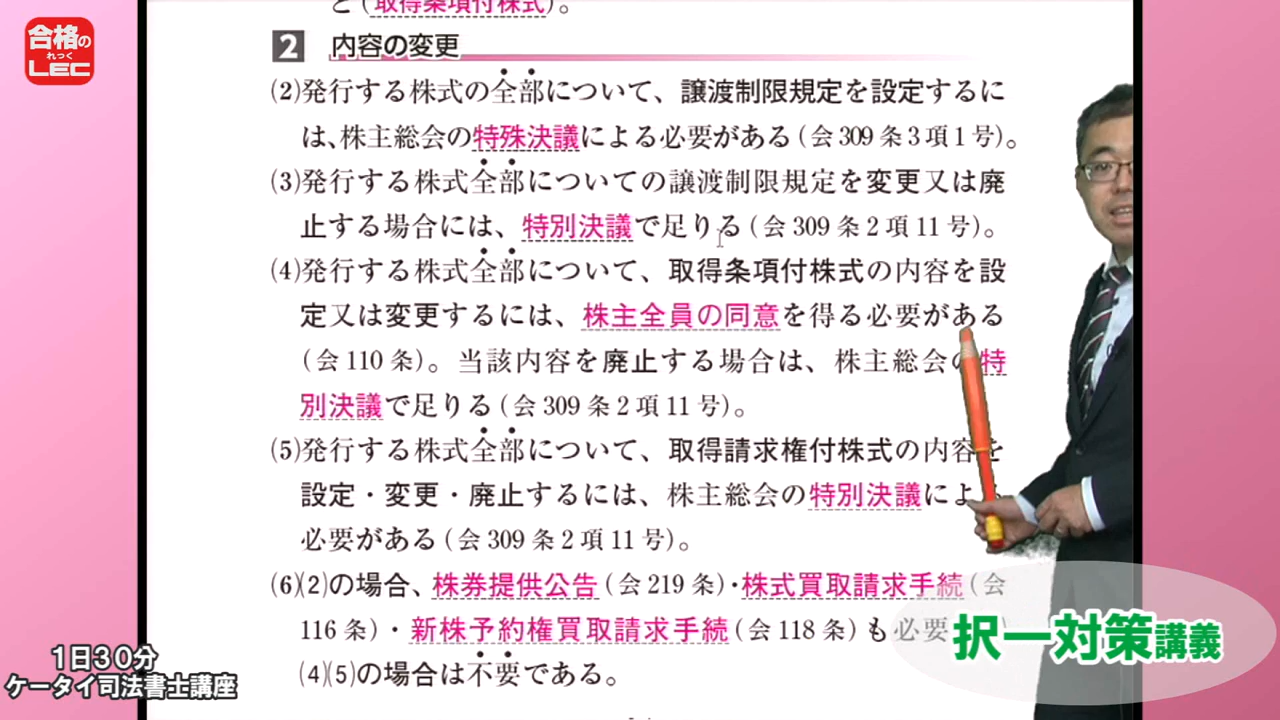 合格の
れっく
LEC
と(取得条項付株式)。
2 内容の変更
(2)発行する株式の全部について、譲渡制限規定を設定するに
は、株主総会の特殊決議による必要がある(会309条3項1号)。
(3)発行する株式全部についての譲渡制限規定を変更又は廃
止する場合には、特別決議で足りる(会309条2項11号)。
(4)発行する株式全部について、取得条項付株式の内容を設
定又は変更するには、株主全員の同意を得る必要がある
(会110条)。当該内容を廃止する場合は、株主総会の特
別決議で足りる(会309条2項11号)。
(5)発行する株式全部について、取得請求権付株式の内容を
設定・変更・廃止するには、株主総会の特別決議による
必要がある(会309条2項11号)。
(6)(2)の場合、株券提供公告(会219条)・株式買取請求手続(会
116条)・新株予約権買取請求手続(会118条)も必要
(4)(5)の場合は不要である。
択一対策講義
1日30分
ケータイ司法書士講座